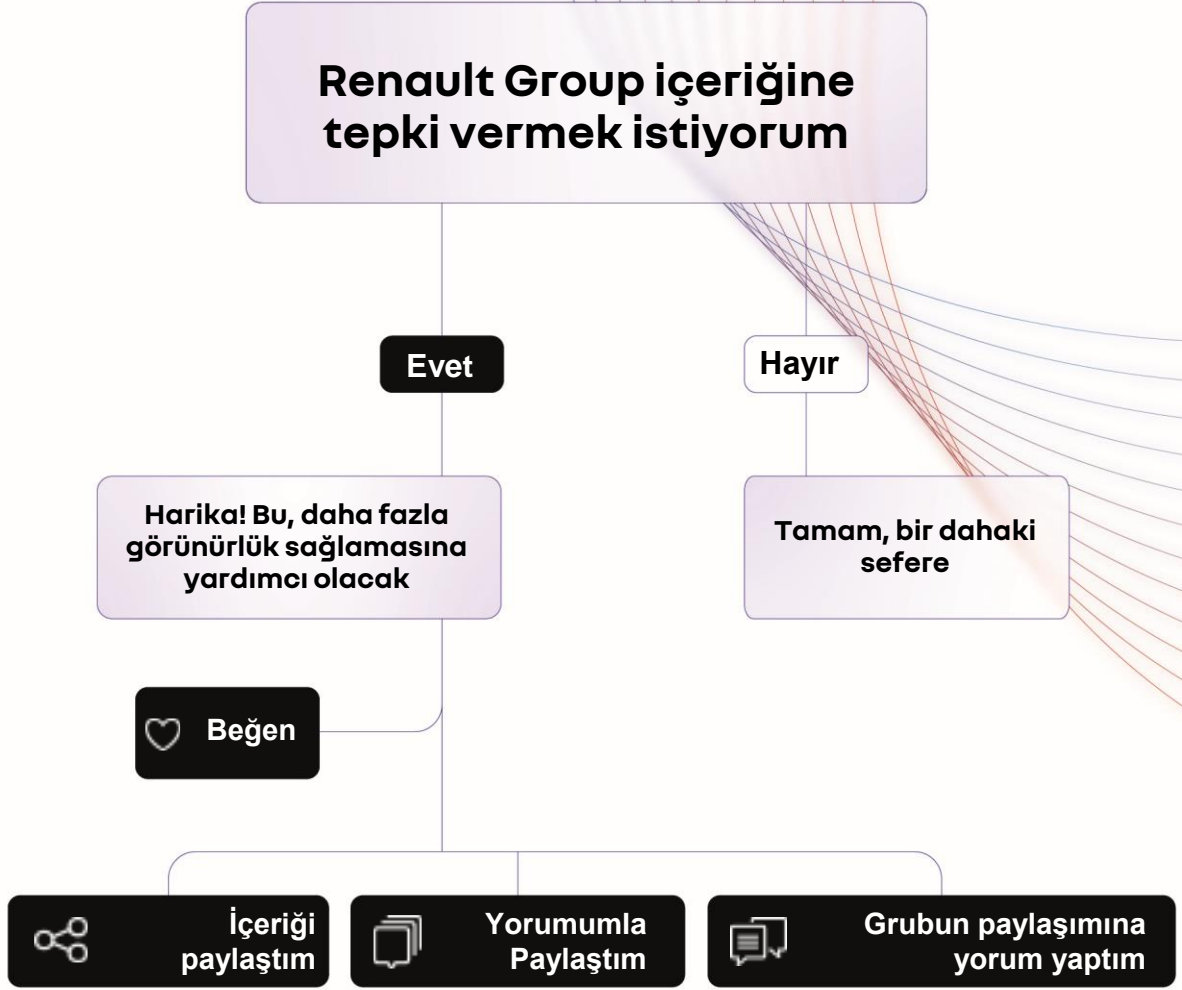 Renault Group içeriğine
tepki vermek istiyorum
Evet
Hayır
Harika! Bu, daha fazla
görünürlük sağlamasına
yardımcı olacak
Tamam, bir dahaki
sefere
Beğen
İçeriği
paylaştım
Yorumumla
Paylaştım
Grubun paylaşımına
yorum yaptım